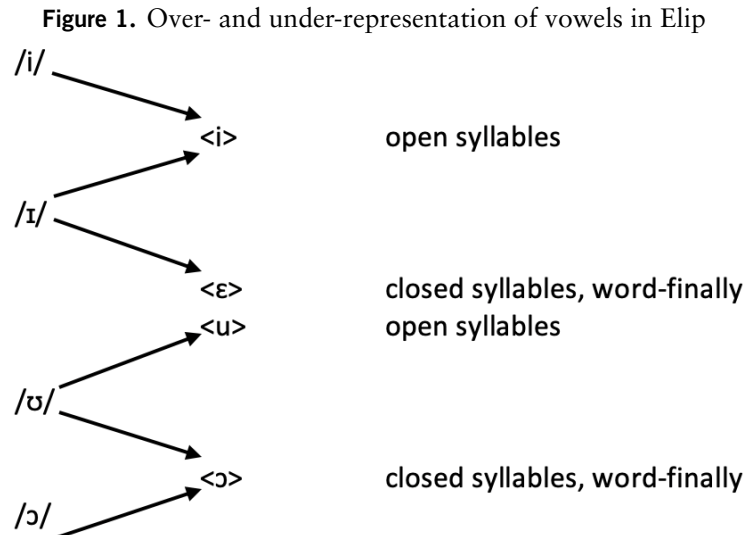 Figure 1. Over- and under-representation of vowels in Elip
/i/
<i> open syllables
/ɪ/
<ɛ> closed syllables, word-finally
<u> open syllables
/ʊ/
<ɔ> closed syllables, word-finally
/ɔ/